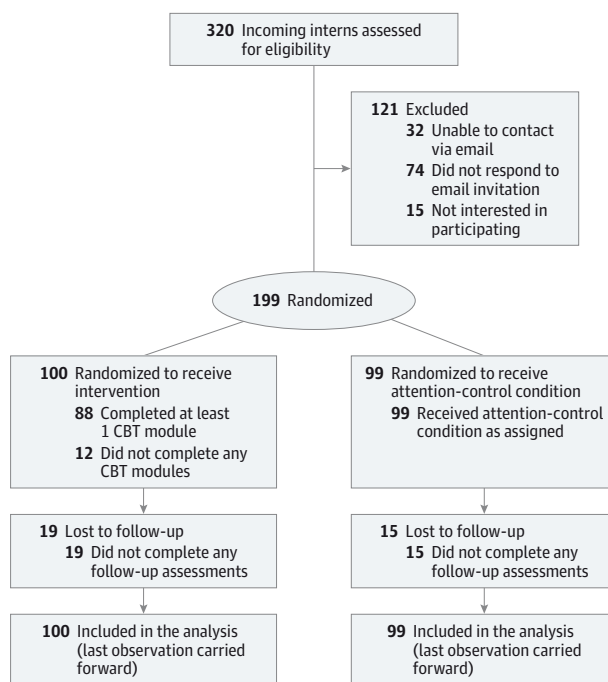 320 Incoming interns assessed
for eligibility
121 Excluded
32 Unable to contact
via email
74 Did not respond to
email invitation
15 Not interested in
participating
199 Randomized
100 Randomized to receive
intervention
88 Completed at least
1 CBT module
12 Did not complete any
CBT modules
99 Randomized to receive
attention-control condition
99 Received attention-control
condition as assigned
19 Lost to follow-up
19 Did not complete any
follow-up assessments
15 Lost to follow-up
15 Did not complete any
follow-up assessments
100 Included in the analysis
(last observation carried
forward)
99 Included in the analysis
(last observation carried
forward)